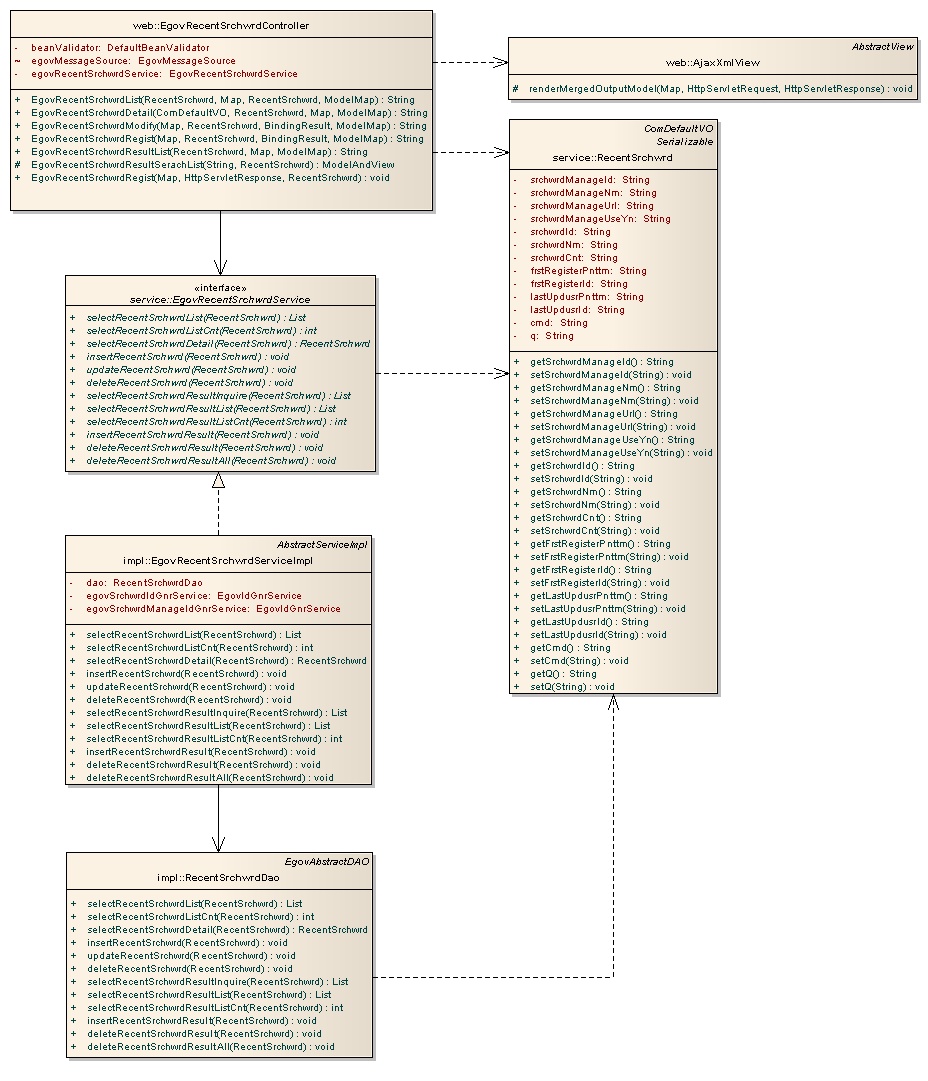 web::EgovRecentSrchwrdController
- beanValidator: DefaultBeanValidator
~ egovMessageSource: EgovMessageSource
- egovRecentSrchwrdService: EgovRecentSrchwrdService
+ EgovRecentSrchwrdList(RecentSrchwrd, Map, RecentSrchwrd, ModelMap) : String
+ EgovRecentSrchwrdDetail(ComDefaultVO, RecentSrchwrd, Map, ModelMap) : String
+ EgovRecentSrchwrdModify(Map, RecentSrchwrd, BindingResult, ModelMap) : String
+ EgovRecentSrchwrdRegist(Map, RecentSrchwrd, BindingResult, ModelMap) : String
+ EgovRecentSrchwrdResultList(RecentSrchwrd, Map, ModelMap) : String
# EgovRecentSrchwrdResultSerachList(String, RecentSrchwrd) : ModelAndView
+ EgovRecentSrchwrdRegist(Map, HttpServletResponse, RecentSrchwrd) : void
AbstractView
web::AjaxXmlView
# renderMergedOutputModel(Map, HttpServletRequest, HttpServletResponse) : void
ComDefaultVO
Serializable
service::RecentSrchwrd
- srchwrdManageId: String
- srchwrdManageNm: String
- srchwrdManageUrl: String
- srchwrdManageUseYn: String
- srchwrdId: String
- srchwrdNm: String
- srchwrdCnt: String
- frstRegisterPnttm: String
- frstRegisterId: String
- lastUpdusrPnttm: String
- lastUpdusrId: String
- cmd: String
- q: String
+ getSrchwrdManageId() : String
+ setSrchwrdManageId(String) : void
+ getSrchwrdManageNm() : String
+ setSrchwrdManageNm(String) : void
+ getSrchwrdManageUrl() : String
+ setSrchwrdManageUrl(String) : void
+ getSrchwrdManageUseYn() : String
+ setSrchwrdManageUseYn(String) : void
+ getSrchwrdId() : String
+ setSrchwrdId(String) : void
+ getSrchwrdNm() : String
+ setSrchwrdNm(String) : void
+ getSrchwrdCnt() : String
+ setSrchwrdCnt(String) : void
+ getFrstRegisterPnttm() : String
+ setFrstRegisterPnttm(String) : void
+ getFrstRegisterId() : String
+ setFrstRegisterId(String) : void
+ getLastUpdusrPnttm() : String
+ setLastUpdusrPnttm(String) : void
+ getLastUpdusrId() : String
+ setLastUpdusrId(String) : void
+ getCmd() : String
+ setCmd(String) : void
+ getQ() : String
+ setQ(String) : void
«interface»
service::EgovRecentSrchwrdService
+ selectRecentSrchwrdList(RecentSrchwrd) : List
+ selectRecentSrchwrdListCnt(RecentSrchwrd) : int
+ selectRecentSrchwrdDetail(RecentSrchwrd) : RecentSrchwrd
+ insertRecentSrchwrd(RecentSrchwrd) : void
+ updateRecentSrchwrd(RecentSrchwrd) : void
+ deleteRecentSrchwrd(RecentSrchwrd) : void
+ selectRecentSrchwrdResultInquire(RecentSrchwrd) : List
+ selectRecentSrchwrdResultList(RecentSrchwrd) : List
+ selectRecentSrchwrdResultListCnt(RecentSrchwrd) : int
+ insertRecentSrchwrdResult(RecentSrchwrd) : void
+ deleteRecentSrchwrdResult(RecentSrchwrd) : void
+ deleteRecentSrchwrdResultAll(RecentSrchwrd) : void
AbstractServiceImpl
impl::EgovRecentSrchwrdServiceImpl
- dao: RecentSrchwrdDao
- egovSrchwrdIdGnrService: EgovIdGnrService
- egovSrchwrdManageIdGnrService: EgovIdGnrService
+ selectRecentSrchwrdList(RecentSrchwrd) : List
+ selectRecentSrchwrdListCnt(RecentSrchwrd) : int
+ selectRecentSrchwrdDetail(RecentSrchwrd) : RecentSrchwrd
+ insertRecentSrchwrd(RecentSrchwrd) : void
+ updateRecentSrchwrd(RecentSrchwrd) : void
+ deleteRecentSrchwrd(RecentSrchwrd) : void
+ selectRecentSrchwrdResultInquire(RecentSrchwrd) : List
+ selectRecentSrchwrdResultList(RecentSrchwrd) : List
+ selectRecentSrchwrdResultListCnt(RecentSrchwrd) : int
+ insertRecentSrchwrdResult(RecentSrchwrd) : void
+ deleteRecentSrchwrdResult(RecentSrchwrd) : void
+ deleteRecentSrchwrdResultAll(RecentSrchwrd) : void
EgovAbstractDAO
impl::RecentSrchwrdDao
+ selectRecentSrchwrdList(RecentSrchwrd) : List
+ selectRecentSrchwrdListCnt(RecentSrchwrd) : int
+ selectRecentSrchwrdDetail(RecentSrchwrd) : RecentSrchwrd
+ insertRecentSrchwrd(RecentSrchwrd) : void
+ updateRecentSrchwrd(RecentSrchwrd) : void
+ deleteRecentSrchwrd(RecentSrchwrd) : void
+ selectRecentSrchwrdResultInquire(RecentSrchwrd) : List
+ selectRecentSrchwrdResultList(RecentSrchwrd) : List
+ selectRecentSrchwrdResultListCnt(RecentSrchwrd) : int
+ insertRecentSrchwrdResult(RecentSrchwrd) : void
+ deleteRecentSrchwrdResult(RecentSrchwrd) : void
+ deleteRecentSrchwrdResultAll(RecentSrchwrd) : void